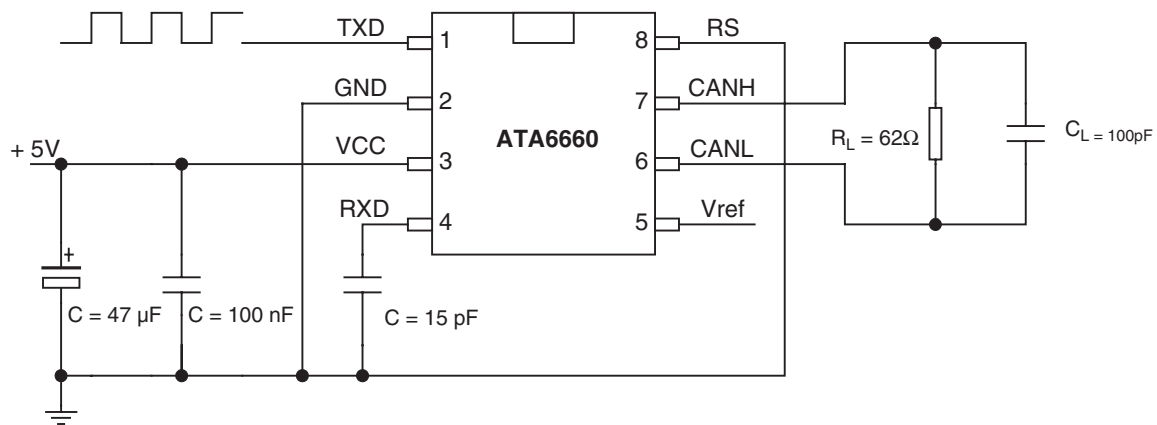 TXD
1
8
RS
GND
2
7
CANH
ATA6660
+ 5V
VCC
3
6
CANL
R_L = 62Ω
C_L = 100pF
RXD
4
5
Vref
+
C = 47 µF
C = 100 nF
C = 15 pF